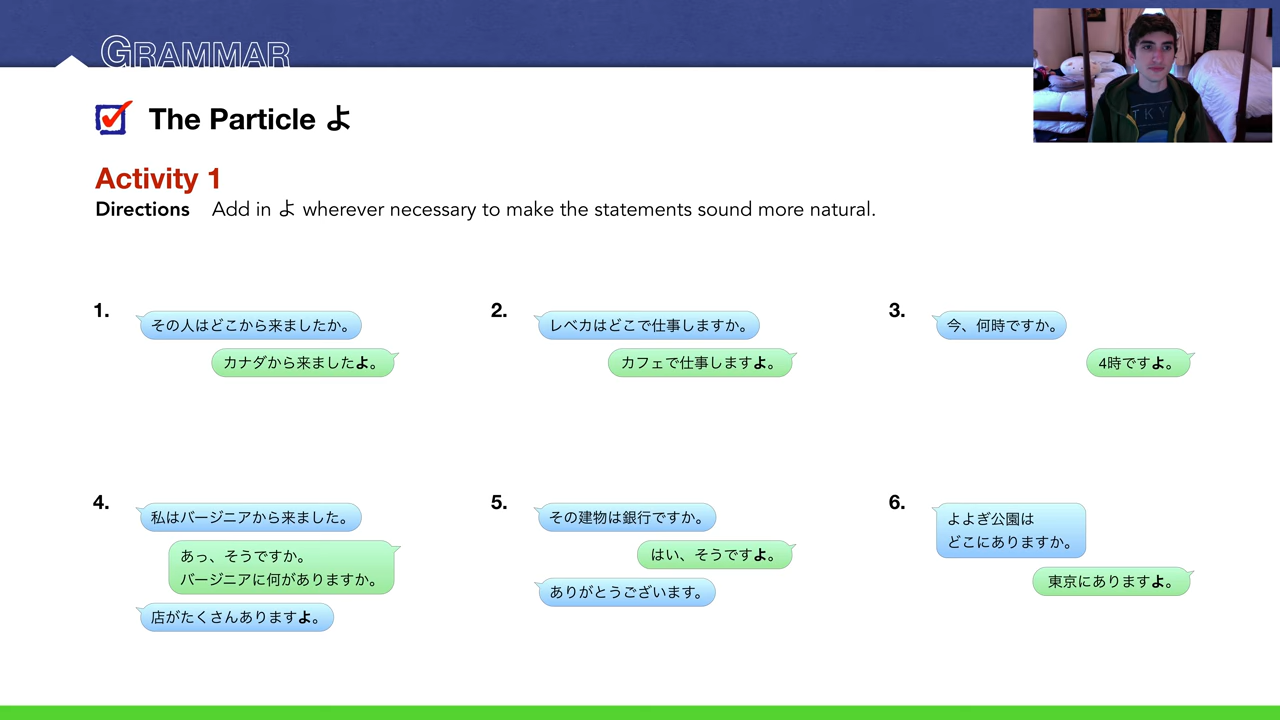 GRAMMAR
The Particle よ
Activity 1
Directions Add in よ wherever necessary to make the statements sound more natural.
1.
その人はどこから来ましたか。
カナダから来ましたよ。
2.
レベカはどこで仕事しますか。
カフェで仕事しますよ。
3.
今、何時ですか。
4時ですよ。
4.
私はバージニアから来ました。
あっ、そうですか。
バージニアに何がありますか。
店がたくさんありますよ。
5.
その建物は銀行ですか。
はい、そうですよ。
ありがとうございます。
6.
よよぎ公園は
どこにありますか。
東京にありますよ。
TKY